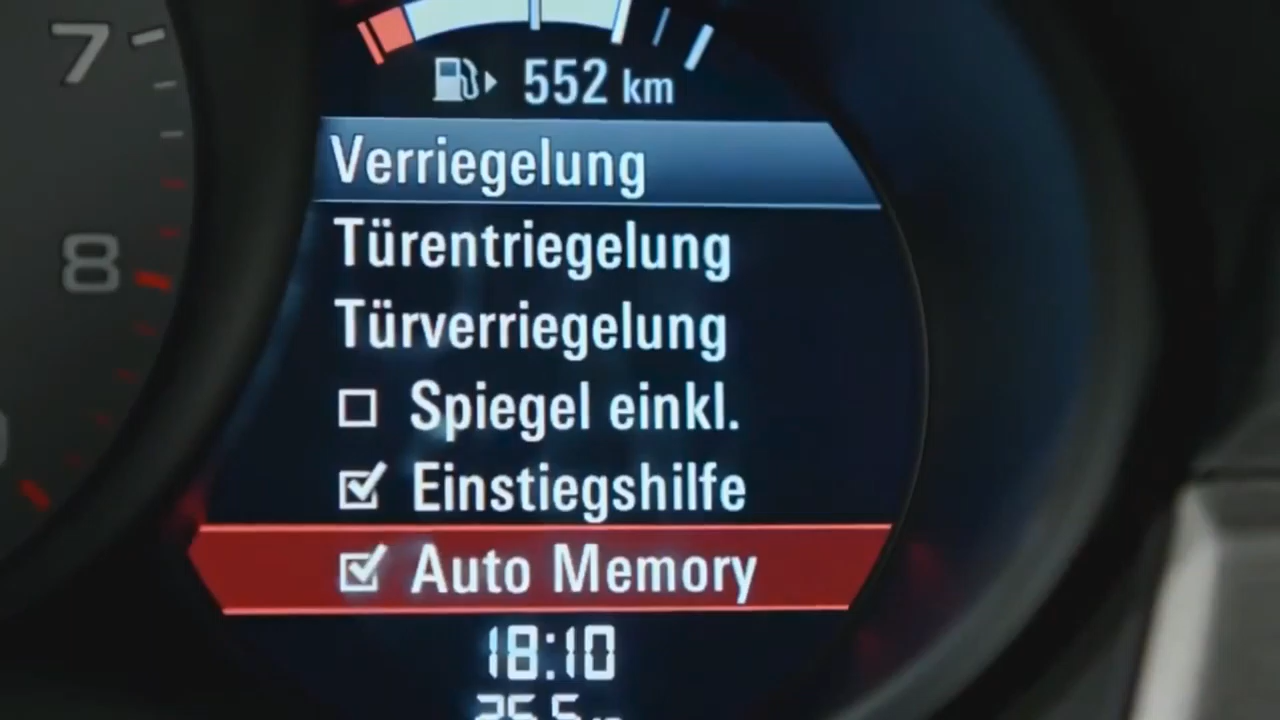 7
552 km
Verriegelung
8
Türentriegelung
Türverriegelung
Spiegel einkl.
Einstiegshilfe
Auto Memory
18:10